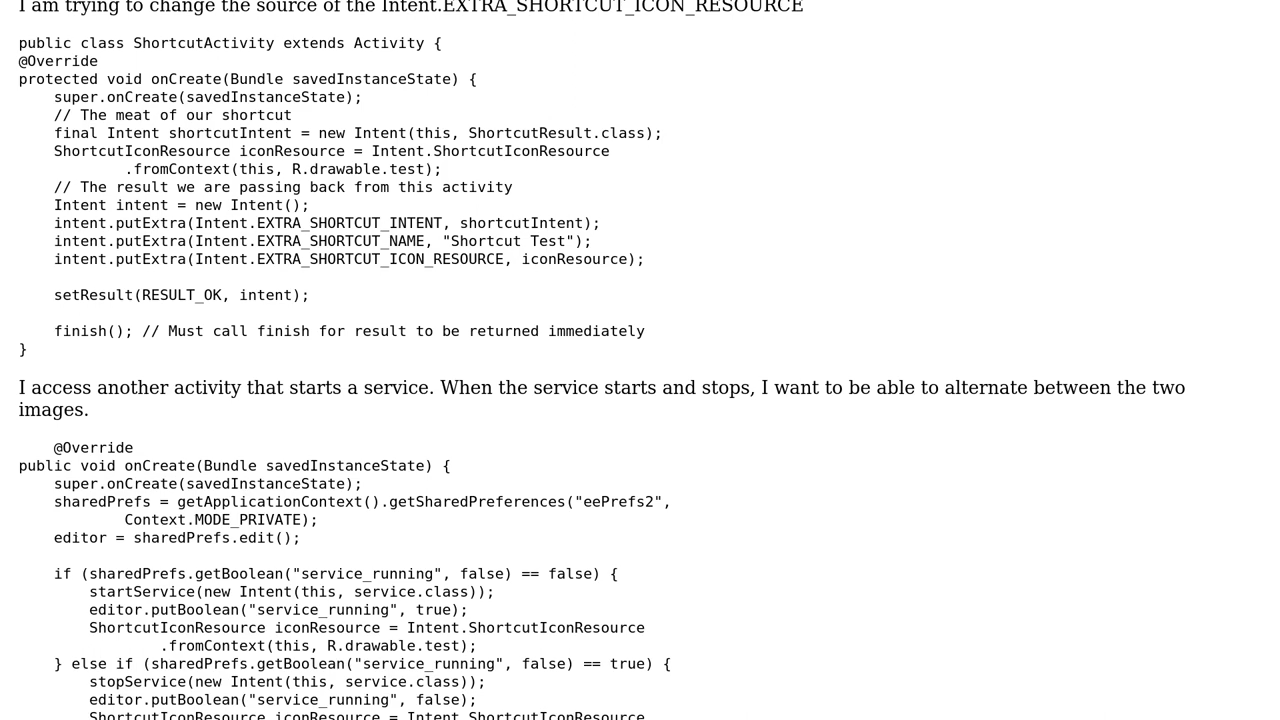 I am trying to change the source of the Intent.EXTRA_SHORTCUT_ICON_RESOURCE
public class ShortcutActivity extends Activity {
@Override
protected void onCreate(Bundle savedInstanceState) {
    super.onCreate(savedInstanceState);
    // The meat of our shortcut
    final Intent shortcutIntent = new Intent(this, ShortcutResult.class);
    ShortcutIconResource iconResource = Intent.ShortcutIconResource
            .fromContext(this, R.drawable.test);
    // The result we are passing back from this activity
    Intent intent = new Intent();
    intent.putExtra(Intent.EXTRA_SHORTCUT_INTENT, shortcutIntent);
    intent.putExtra(Intent.EXTRA_SHORTCUT_NAME, "Shortcut Test");
    intent.putExtra(Intent.EXTRA_SHORTCUT_ICON_RESOURCE, iconResource);
    setResult(RESULT_OK, intent);
    finish(); // Must call finish for result to be returned immediately
}
I access another activity that starts a service. When the service starts and stops, I want to be able to alternate between the two
images.
    @Override
public void onCreate(Bundle savedInstanceState) {
    super.onCreate(savedInstanceState);
    sharedPrefs = getApplicationContext().getSharedPreferences("eePrefs2",
            Context.MODE_PRIVATE);
    editor = sharedPrefs.edit();
    if (sharedPrefs.getBoolean("service_running", false) == false) {
        startService(new Intent(this, service.class));
        editor.putBoolean("service_running", true);
        ShortcutIconResource iconResource = Intent.ShortcutIconResource
                .fromContext(this, R.drawable.test);
    } else if (sharedPrefs.getBoolean("service_running", false) == true) {
        stopService(new Intent(this, service.class));
        editor.putBoolean("service_running", false);
        ShortcutIconResource iconResource = Intent.ShortcutIconResource